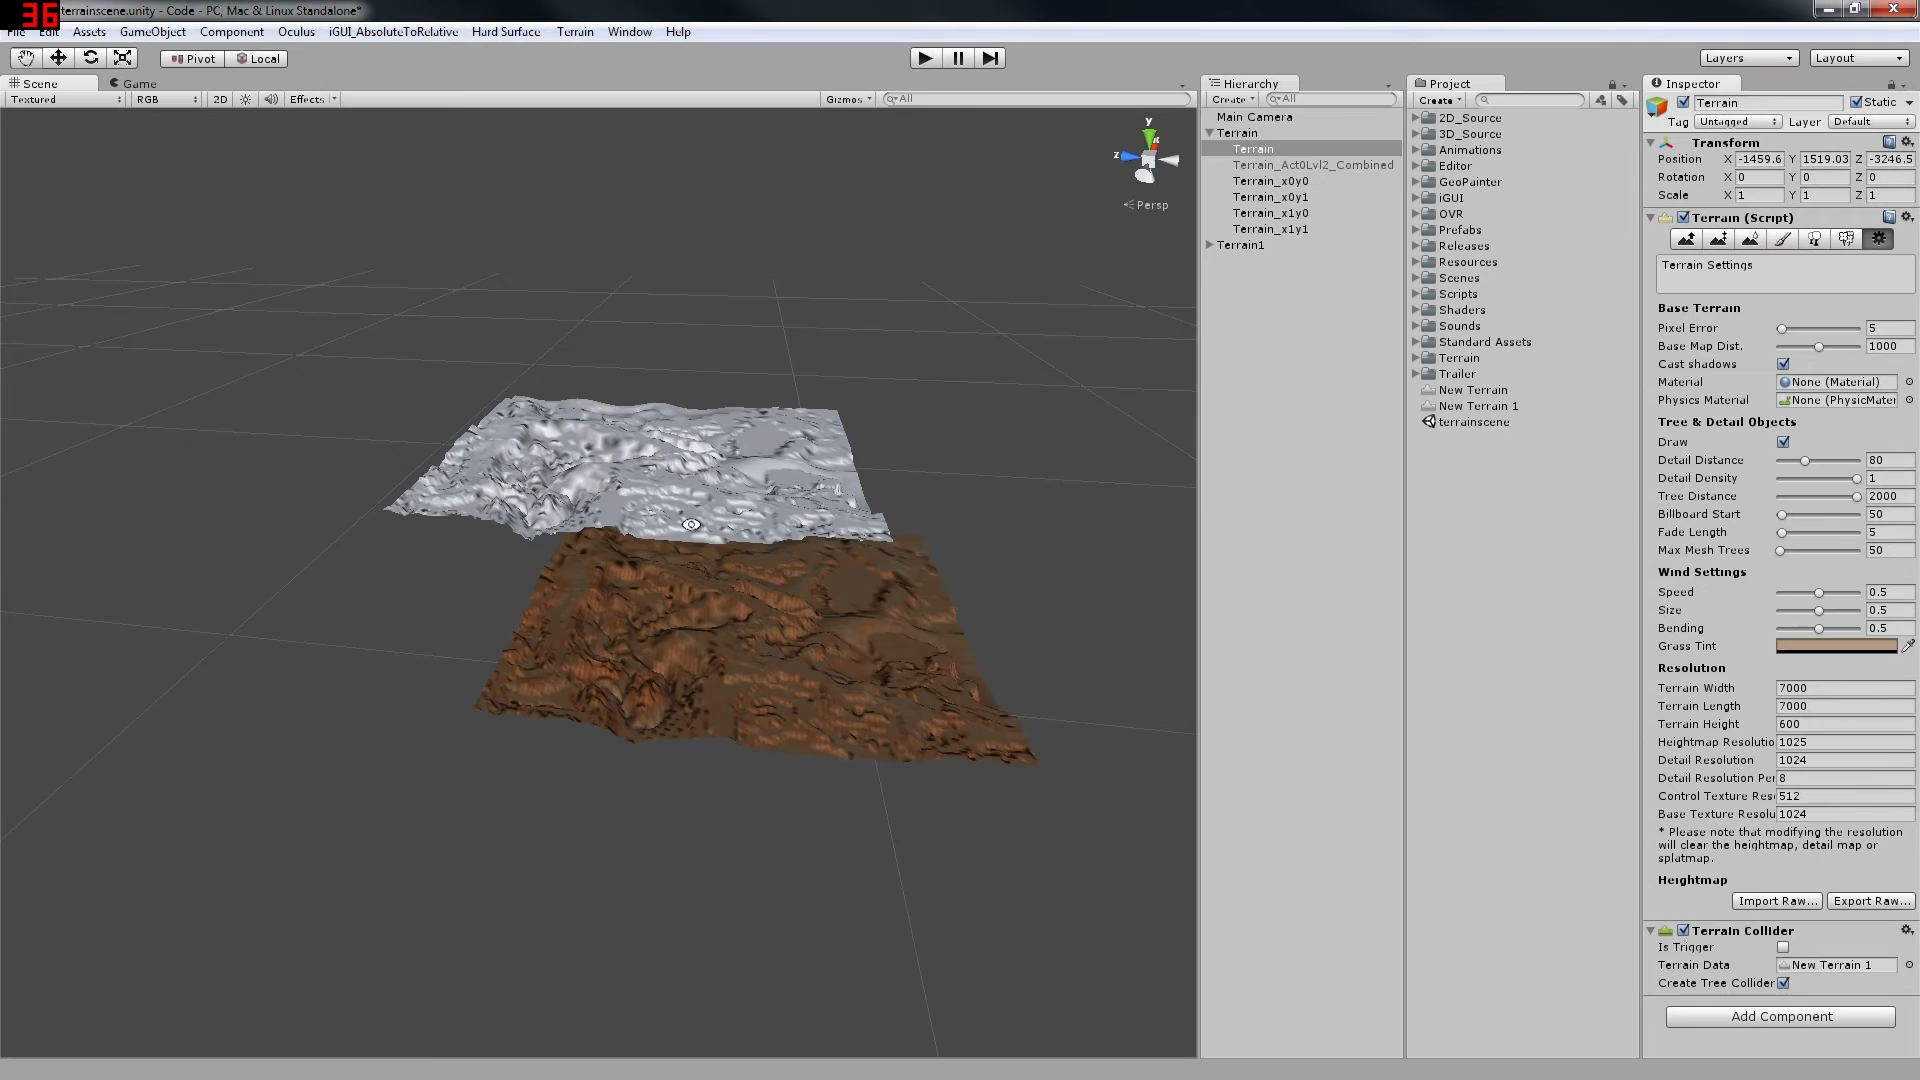 36
terrainscene.unity - Code - PC, Mac & Linux Standalone*
File Edit Assets GameObject Component Oculus iGUI_AbsoluteToRelative Hard Surface Terrain Window Help
Pivot Local Layers Layout
Scene Game
Textured RGB 2D Effects Gizmos All
y
x
z
Persp
Hierarchy
Create All
Main Camera
Terrain
Terrain
Terrain_Act0Lvl2_Combined
Terrain_x0y0
Terrain_x0y1
Terrain_x1y0
Terrain_x1y1
Terrain1
Project
Create
2D_Source
3D_Source
Animations
Editor
GeoPainter
iGUI
OVR
Prefabs
Releases
Resources
Scenes
Scripts
Shaders
Sounds
Standard Assets
Terrain
Trailer
New Terrain
New Terrain 1
terrainscene
Inspector
Terrain Static
Tag Untagged Layer Default
Transform
Position X -1459.6 Y 1519.03 Z -3246.5
Rotation X 0 Y 0 Z 0
Scale X 1 Y 1 Z 1
Terrain (Script)
Terrain Settings
Base Terrain
Pixel Error 5
Base Map Dist. 1000
Cast shadows
Material None (Material)
Physics Material None (PhysicMater
Tree & Detail Objects
Draw
Detail Distance 80
Detail Density 1
Tree Distance 2000
Billboard Start 50
Fade Length 5
Max Mesh Trees 50
Wind Settings
Speed 0.5
Size 0.5
Bending 0.5
Grass Tint
Resolution
Terrain Width 7000
Terrain Length 7000
Terrain Height 600
Heightmap Resolutio 1025
Detail Resolution 1024
Detail Resolution Per 8
Control Texture Res 512
Base Texture Resolu 1024
* Please note that modifying the resolution
will clear the heightmap, detail map or
splatmap.
Heightmap
Import Raw... Export Raw...
Terrain Collider
Is Trigger
Terrain Data New Terrain 1
Create Tree Collider
Add Component